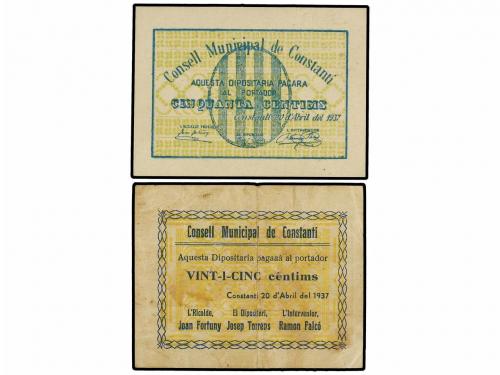 Consell Municipal de Constantí
AQUESTA DIPOSITARIA PAGARÀ
AL PORTADOR
CINQUANTA CENTIMS
Constantí 20 d'Abril del 1937
Consell Municipal de Constantí
Aquesta Dipositaria pagaàà al portador
VINT-I-CINC céntims
Constantí 20 d'Abril del 1937
L'Alcalde, El Dipositari, L'Interventor,
Joan Fortuny Josep Torrens Ramon Falcó